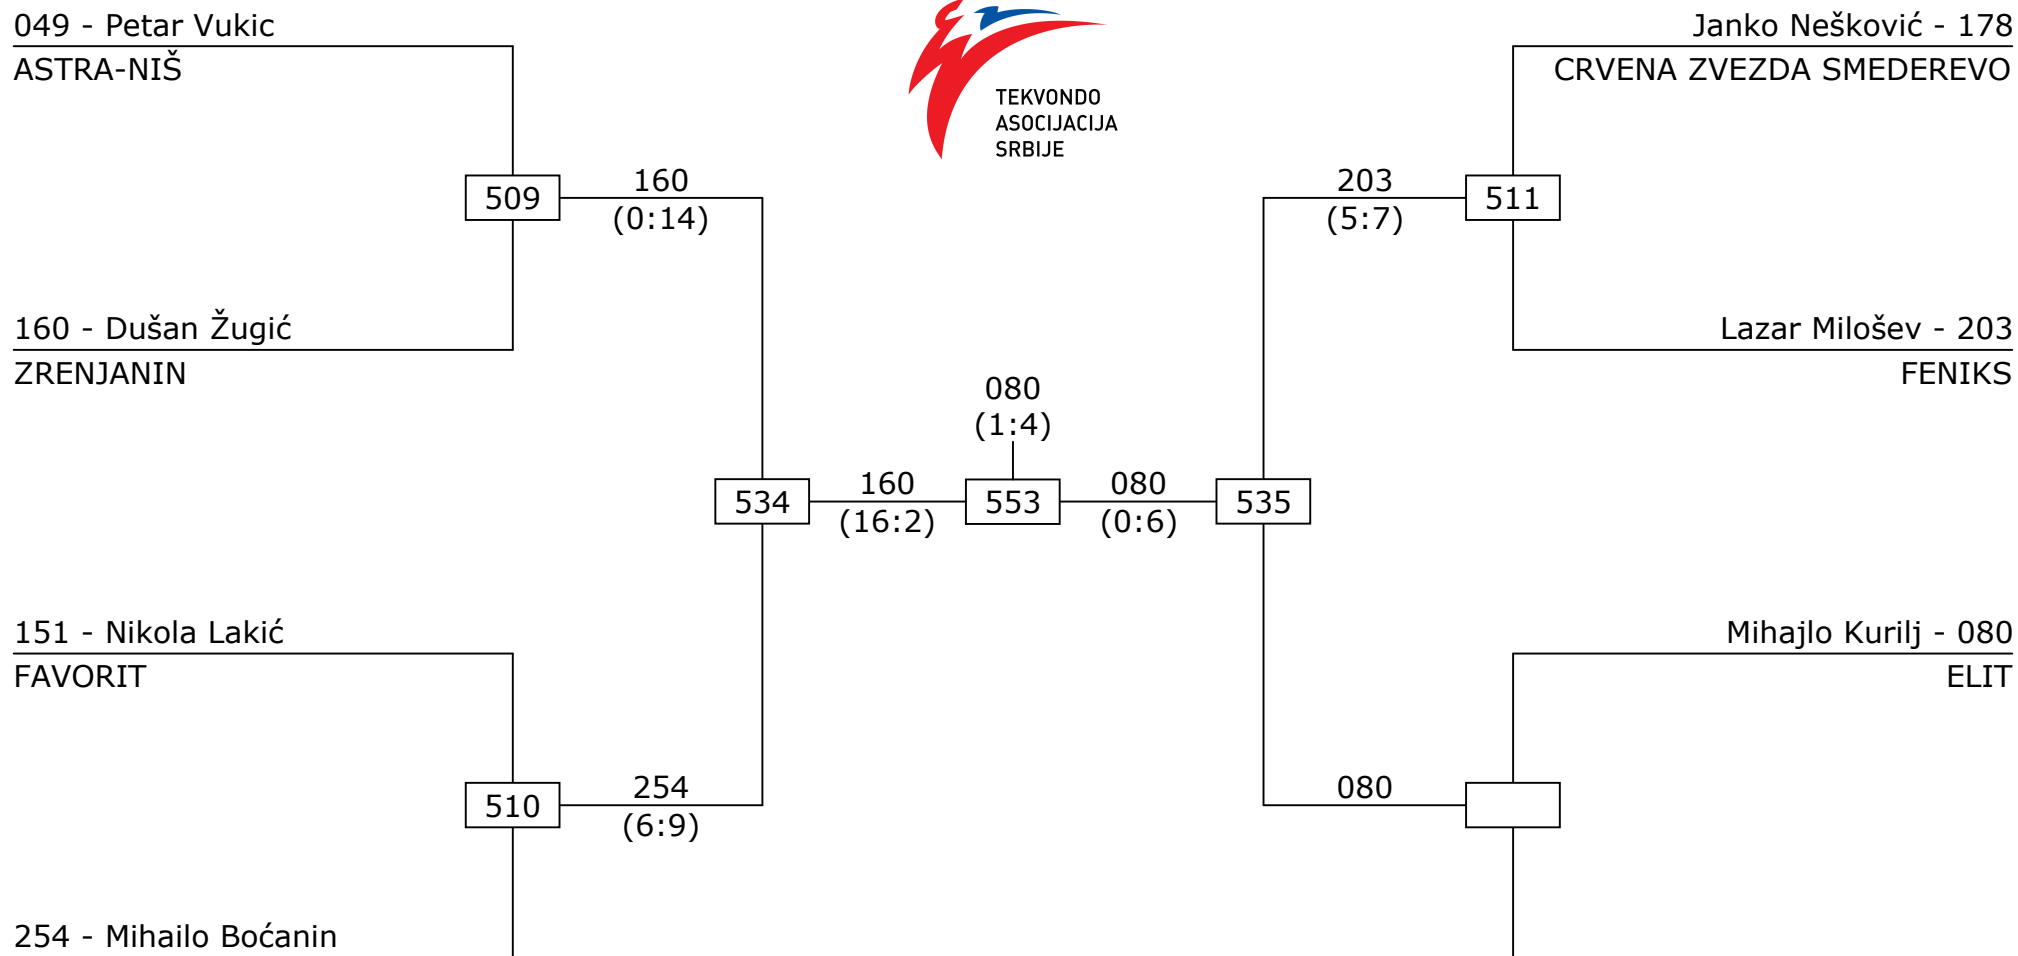 049 - Petar Vukic
ASTRA-NIŠ
TEKVONDO
ASOCIJACIJA
SRBIJE
Janko Nešković - 178
CRVENA ZVEZDA SMEDEREVO
509
160
(0:14)
203
(5:7)
511
160 - Dušan Žugić
ZRENJANIN
Lazar Milošev - 203
FENIKS
080
(1:4)
534
160
(16:2)
553
080
(0:6)
535
151 - Nikola Lakić
FAVORIT
Mihajlo Kurilj - 080
ELIT
510
254
(6:9)
080
254 - Mihailo Boćanin